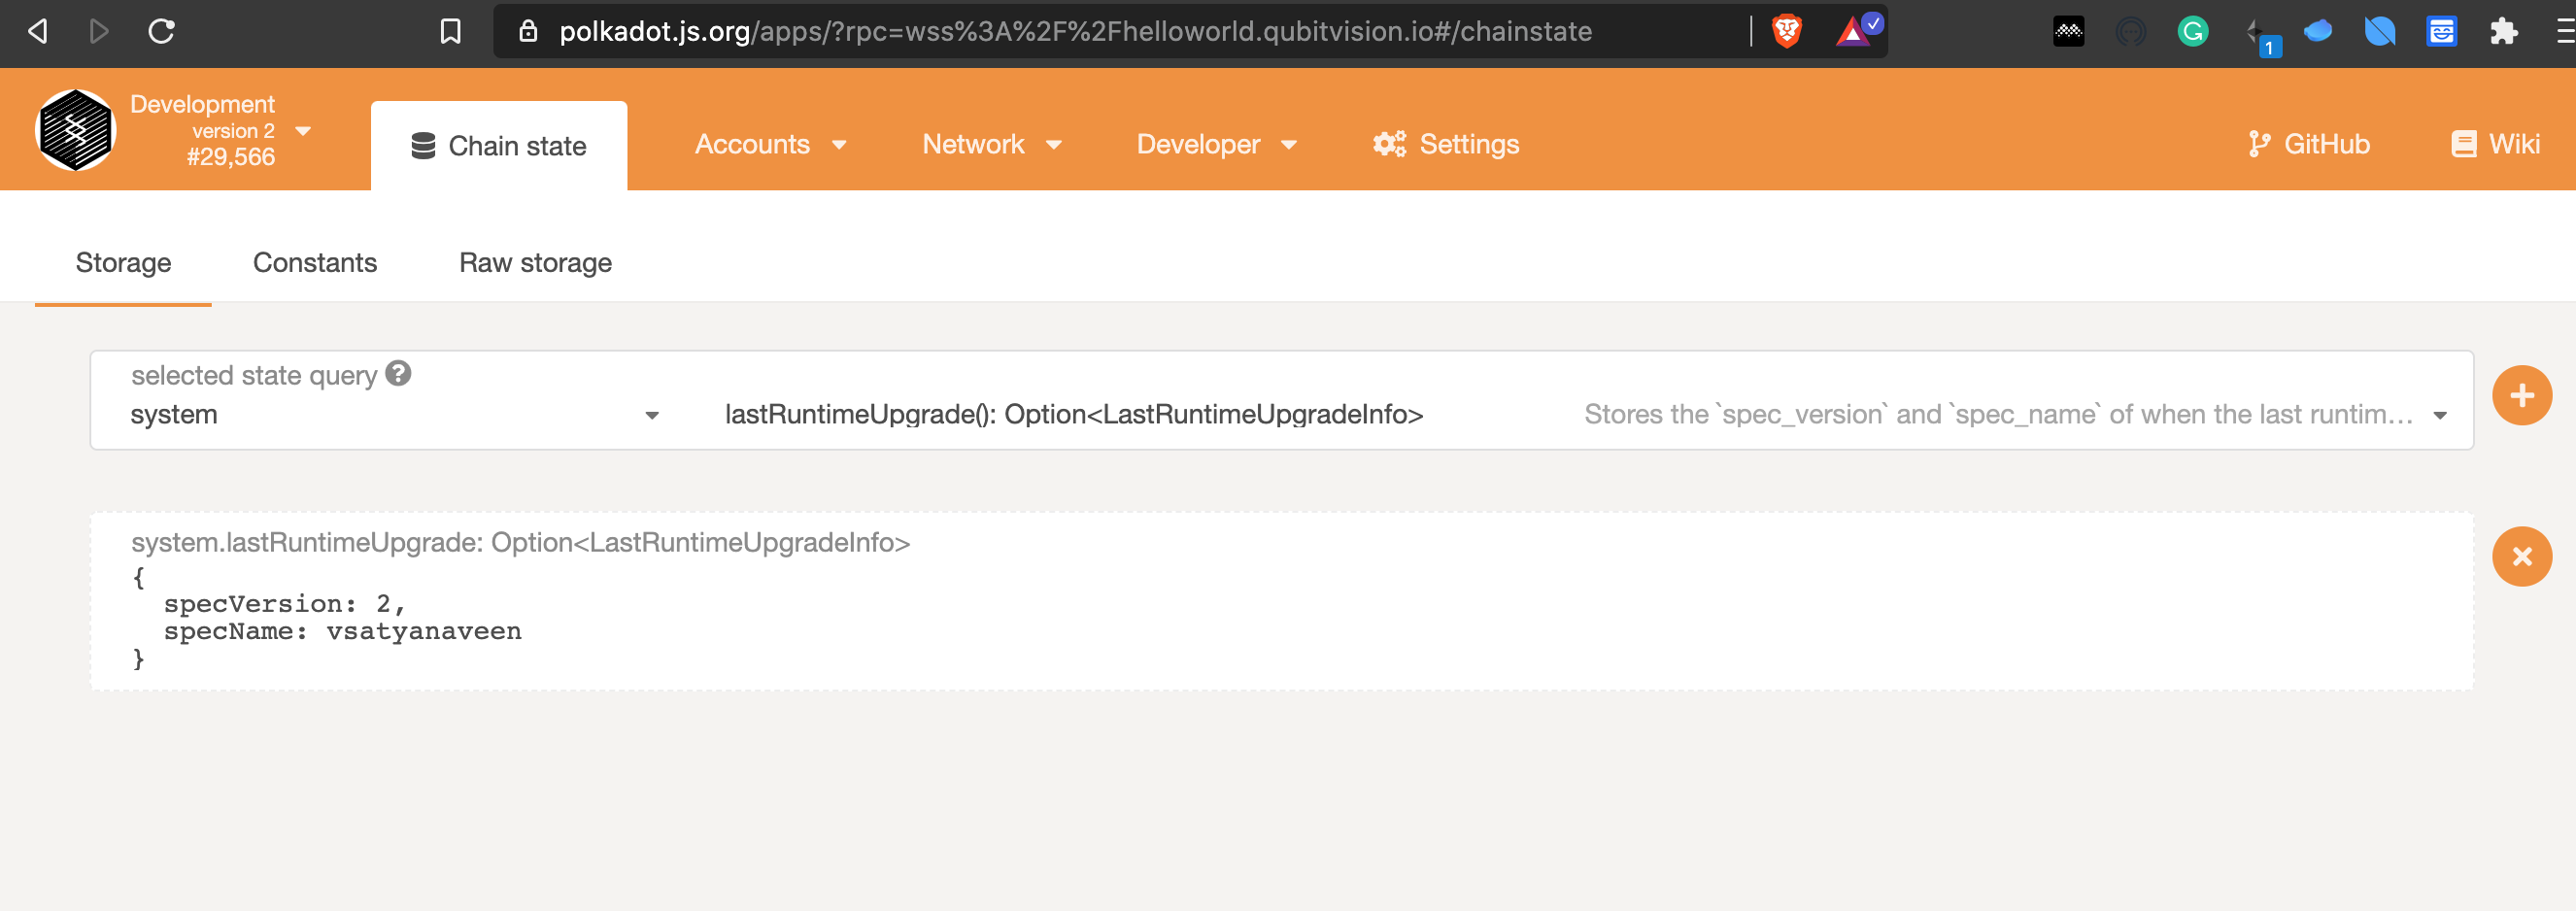 polkadot.js.org/apps/?rpc=wss%3A%2F%2Fhelloworld.qubitvision.io#/chainstate
G
1
Development
version 2
#29,566
Chain state
Accounts
Network
Developer
Settings
GitHub
Wiki
Storage
Constants
Raw storage
selected state query ?
system
lastRuntimeUpgrade(): Option<LastRuntimeUpgradeInfo>
Stores the `spec_version` and `spec_name` of when the last runtim...
system.lastRuntimeUpgrade: Option<LastRuntimeUpgradeInfo>
{
specVersion: 2,
specName: vsatyanaveen
}